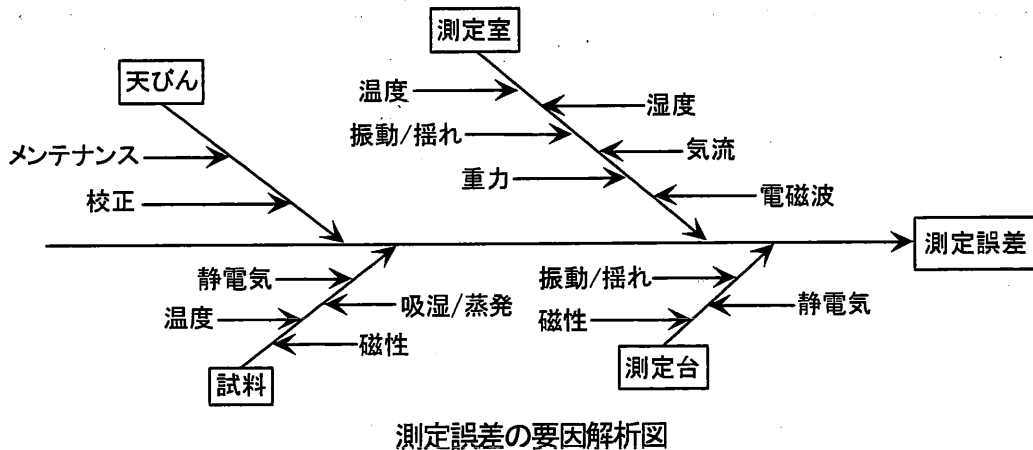 測定室
天びん
温度
湿度
振動/揺れ
気流
メンテナンス
重力
校正
電磁波
測定誤差
静電気
振動/揺れ
吸湿/蒸発
静電気
温度
磁性
磁性
試料
測定台
測定誤差の要因解析図